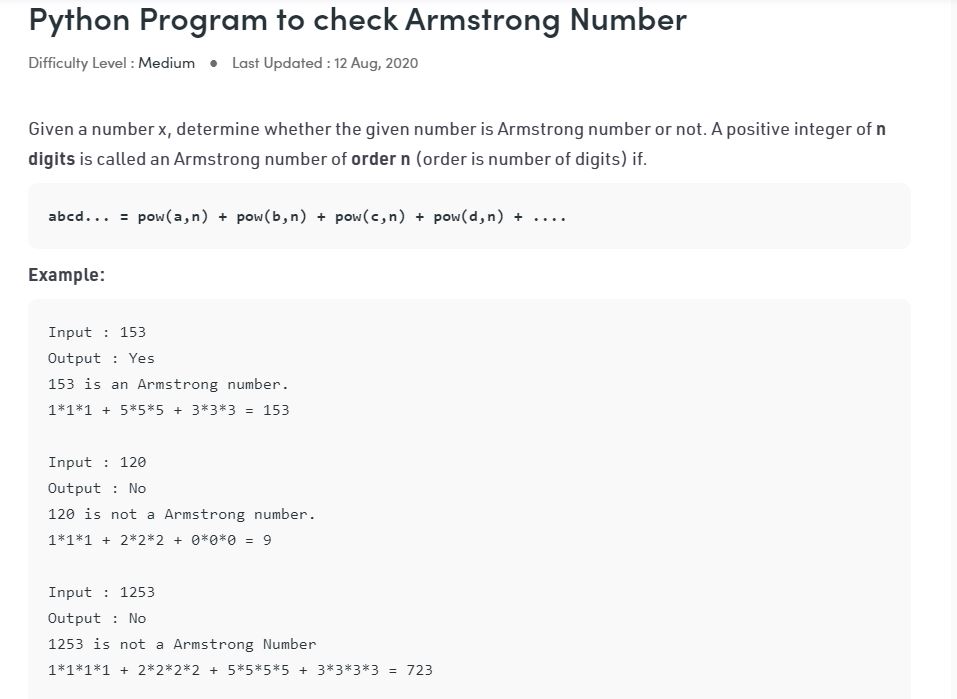 Python Program to check Armstrong Number
Difficulty Level : Medium ● Last Updated : 12 Aug, 2020
Given a number x, determine whether the given number is Armstrong number or not. A positive integer of n
digits is called an Armstrong number of order n (order is number of digits) if.
abcd... = pow(a,n) + pow(b,n) + pow(c,n) + pow(d,n) + ....
Example:
Input : 153
Output : Yes
153 is an Armstrong number.
1*1*1 + 5*5*5 + 3*3*3 = 153
Input : 120
Output : No
120 is not a Armstrong number.
1*1*1 + 2*2*2 + 0*0*0 = 9
Input : 1253
Output : No
1253 is not a Armstrong Number
1*1*1*1 + 2*2*2*2 + 5*5*5*5 + 3*3*3*3 = 723